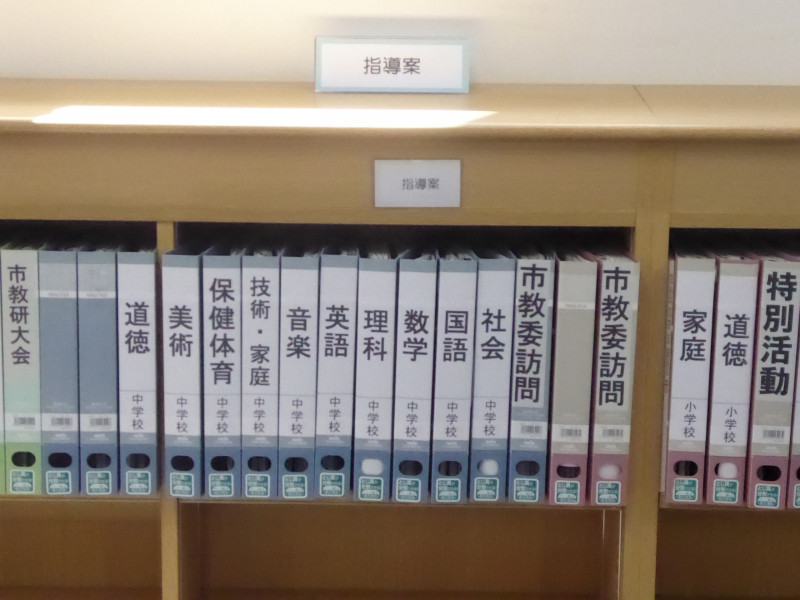 指導案
指導案
市教研大会
道徳 中学校
美術 中学校
保健体育 中学校
技術・家庭 中学校
音楽 中学校
英語 中学校
理科 中学校
数学 中学校
国語 中学校
社会 中学校
市教委訪問
市教委訪問
家庭 小学校
道徳 小学校
特別活動